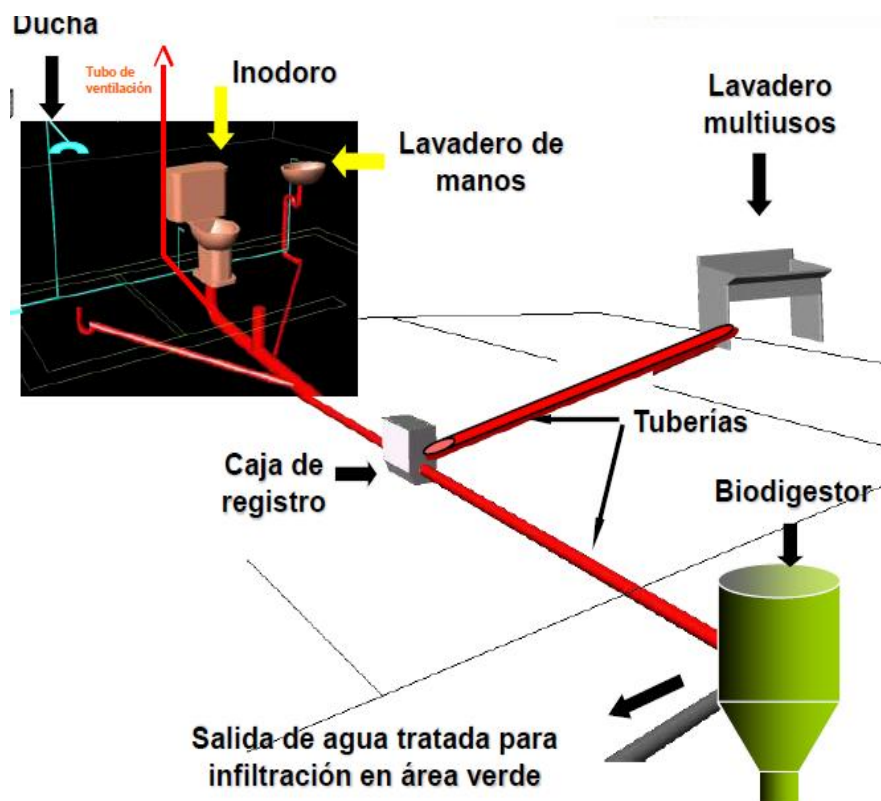 Ducha
Tubo de
ventilación
Inodoro
Lavadero de
manos
Lavadero
multiusos
Tuberías
Caja de
registro
Biodigestor
Salida de agua tratada para
infiltración en área verde